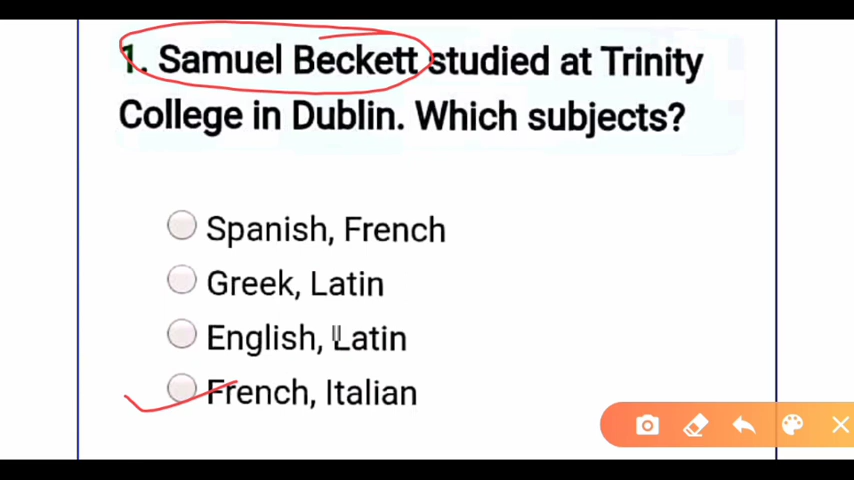 1. Samuel Beckett studied at Trinity
College in Dublin. Which subjects?
Spanish, French
Greek, Latin
English, Latin
French, Italian